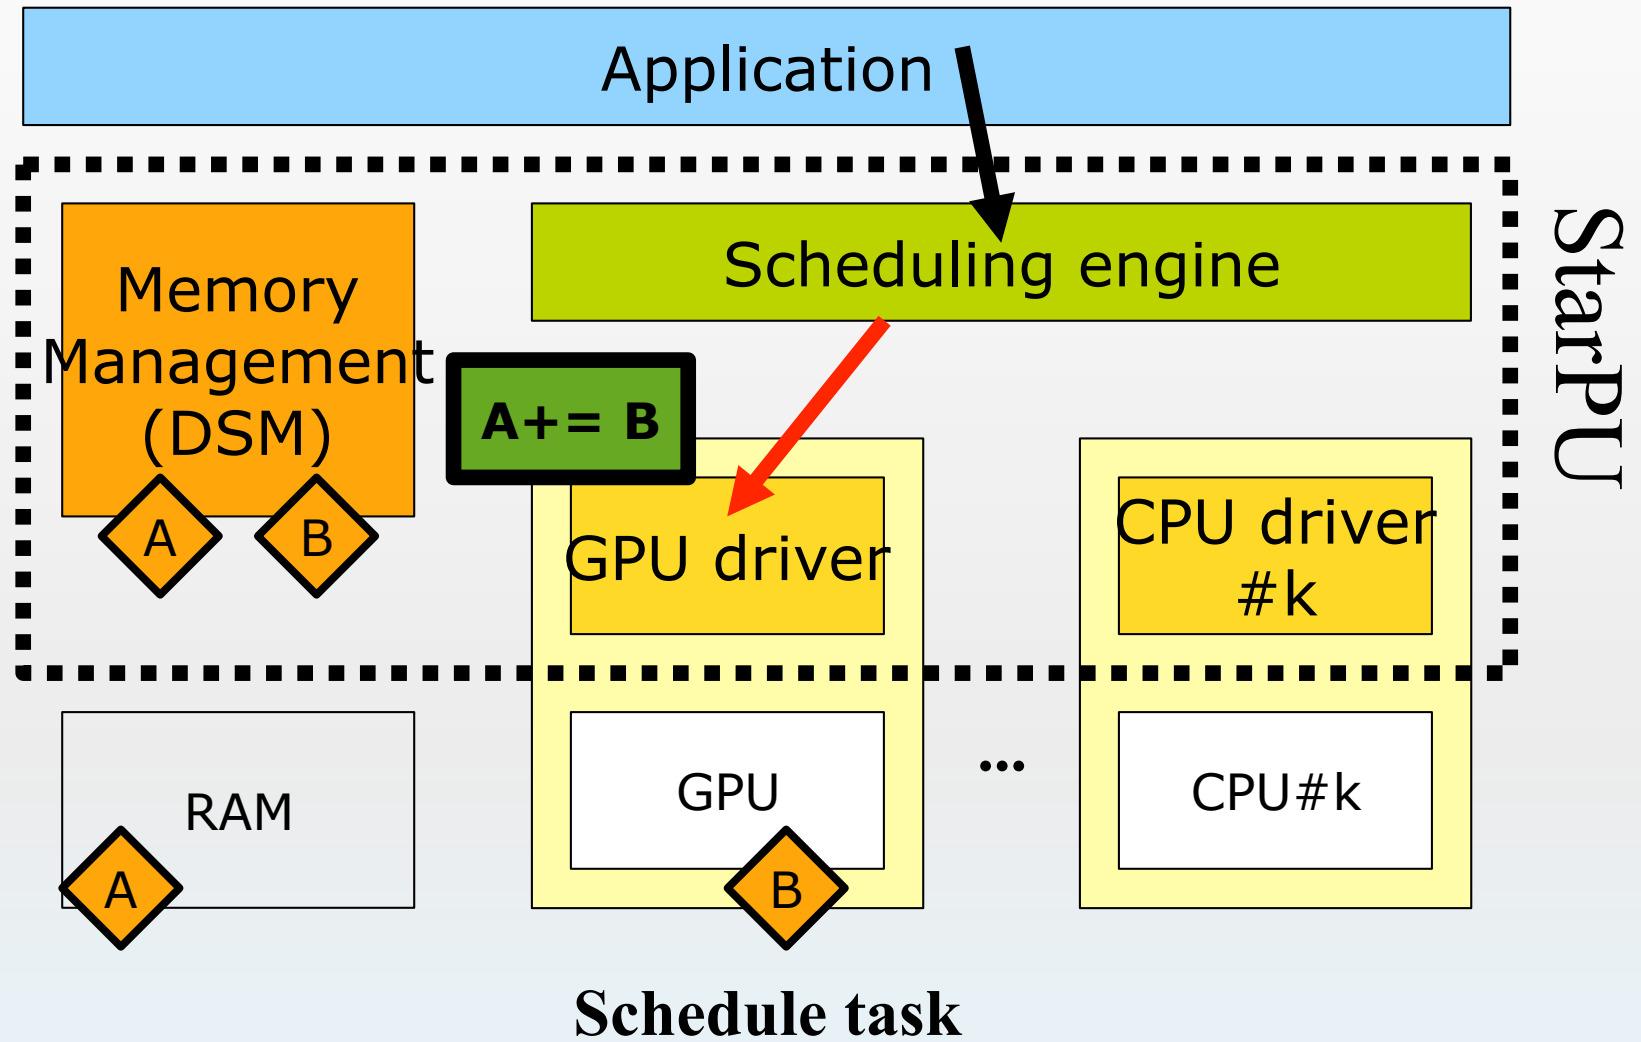 Application
StarPU
Memory
Management
(DSM)
Scheduling engine
A+= B
A
B
GPU driver
CPU driver
#k
RAM
GPU
...
CPU#k
A
B
Schedule task